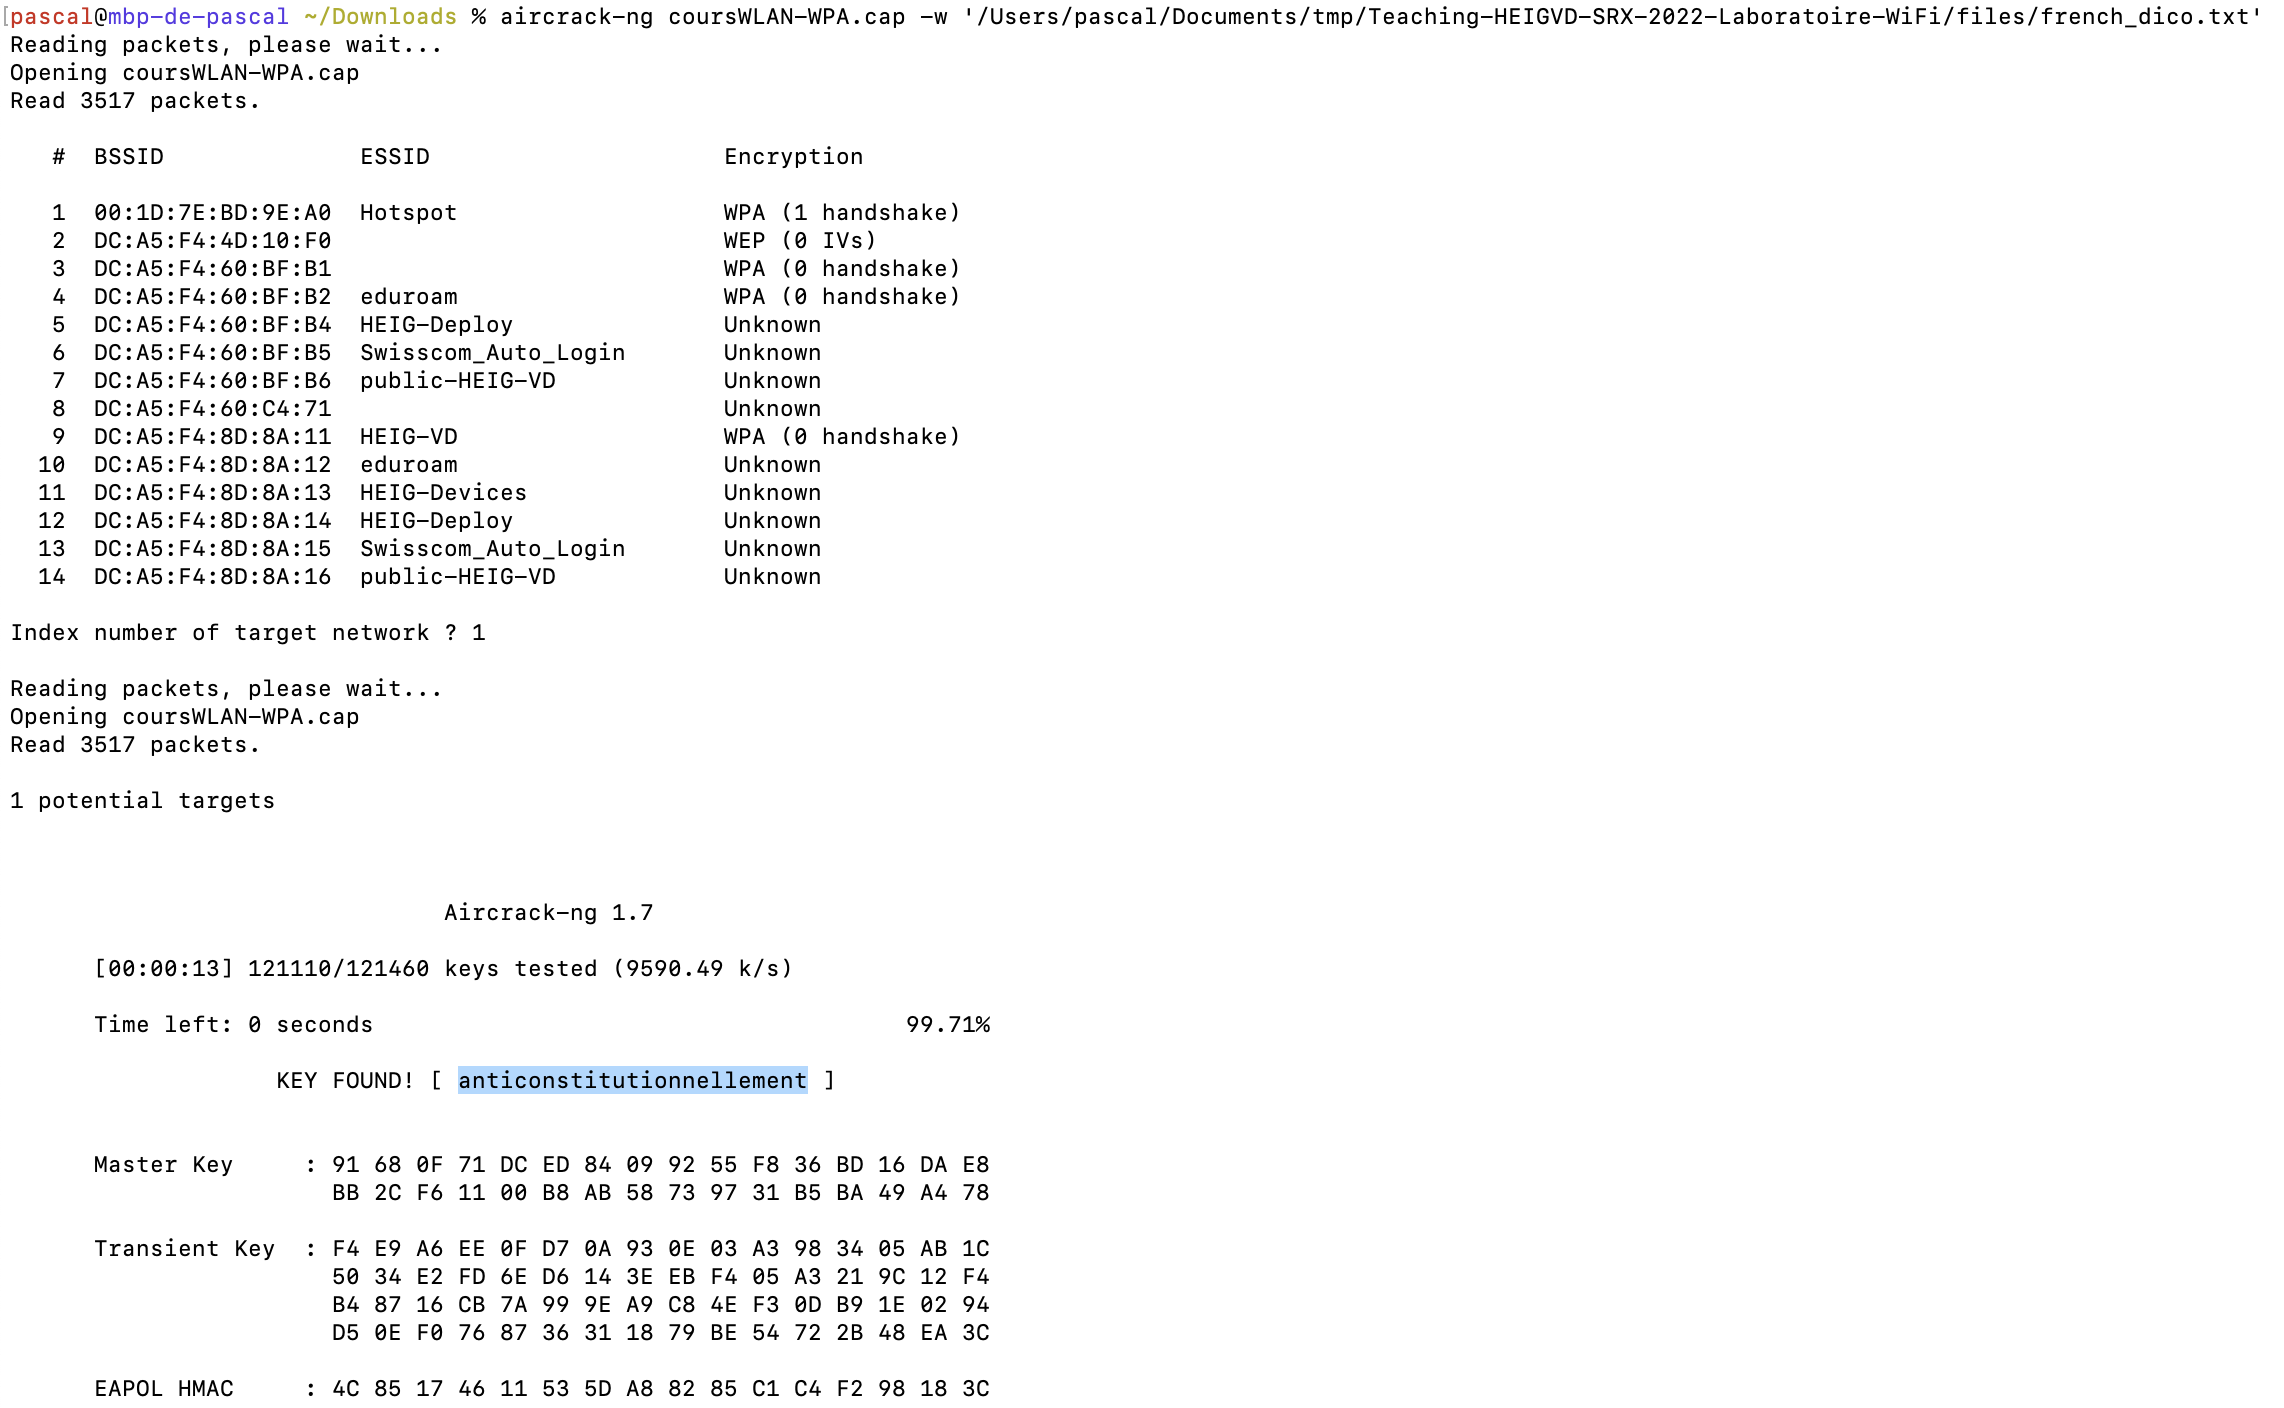 pascal@mbp-de-pascal ~/Downloads % aircrack-ng coursWLAN-WPA.cap -w '/Users/pascal/Documents/tmp/Teaching-HEIGVD-SRX-2022-Laboratoire-WiFi/files/french_dico.txt'
Reading packets, please wait...
Opening coursWLAN-WPA.cap
Read 3517 packets.
# BSSID ESSID Encryption
1 00:1D:7E:BD:9E:A0 Hotspot WPA (1 handshake)
2 DC:A5:F4:4D:10:F0 WEP (0 IVs)
3 DC:A5:F4:60:BF:B1 WPA (0 handshake)
4 DC:A5:F4:60:BF:B2 eduroam WPA (0 handshake)
5 DC:A5:F4:60:BF:B4 HEIG-Deploy Unknown
6 DC:A5:F4:60:BF:B5 Swisscom_Auto_Login Unknown
7 DC:A5:F4:60:BF:B6 public-HEIG-VD Unknown
8 DC:A5:F4:60:C4:71 Unknown
9 DC:A5:F4:8D:8A:11 HEIG-VD WPA (0 handshake)
10 DC:A5:F4:8D:8A:12 eduroam Unknown
11 DC:A5:F4:8D:8A:13 HEIG-Devices Unknown
12 DC:A5:F4:8D:8A:14 HEIG-Deploy Unknown
13 DC:A5:F4:8D:8A:15 Swisscom_Auto_Login Unknown
14 DC:A5:F4:8D:8A:16 public-HEIG-VD Unknown
Index number of target network ? 1
Reading packets, please wait...
Opening coursWLAN-WPA.cap
Read 3517 packets.
1 potential targets
Aircrack-ng 1.7
[00:00:13] 121110/121460 keys tested (9590.49 k/s)
Time left: 0 seconds 99.71%
KEY FOUND! [ anticonstitutionnellement ]
Master Key : 91 68 0F 71 DC ED 84 09 92 55 F8 36 BD 16 DA E8
BB 2C F6 11 00 B8 AB 58 73 97 31 B5 BA 49 A4 78
Transient Key : F4 E9 A6 EE 0F D7 0A 93 0E 03 A3 98 34 05 AB 1C
50 34 E2 FD 6E D6 14 3E EB F4 05 A3 21 9C 12 F4
B4 87 16 CB 7A 99 9E A9 C8 4E F3 0D B9 1E 02 94
D5 0E F0 76 87 36 31 18 79 BE 54 72 2B 48 EA 3C
EAPOL HMAC : 4C 85 17 46 11 53 5D A8 82 85 C1 C4 F2 98 18 3C